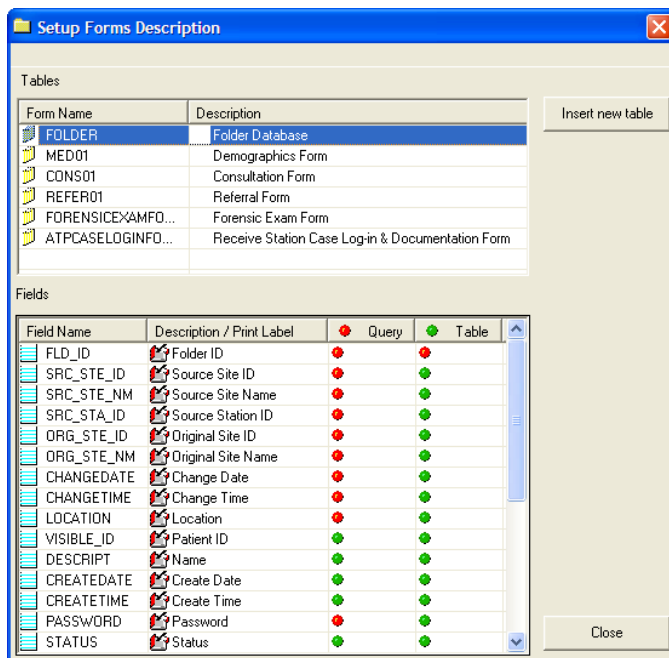 Setup Forms Description
Tables
Form Name Description
Insert new table
FOLDER Folder Database
MED01 Demographics Form
CONS01 Consultation Form
REFER01 Referral Form
FORENSICEXAMFO... Forensic Exam Form
ATPCASELOGINFO... Receive Station Case Log-in & Documentation Form
Fields
Field Name Description / Print Label Query Table
FLD_ID Folder ID
SRC_STE_ID Source Site ID
SRC_STE_NM Source Site Name
SRC_STA_ID Source Station ID
ORG_STE_ID Original Site ID
ORG_STE_NM Original Site Name
CHANGEDATE Change Date
CHANGETIME Change Time
LOCATION Location
VISIBLE_ID Patient ID
DESCRIPT Name
CREATEDATE Create Date
CREATETIME Create Time
PASSWORD Password
STATUS Status
Close